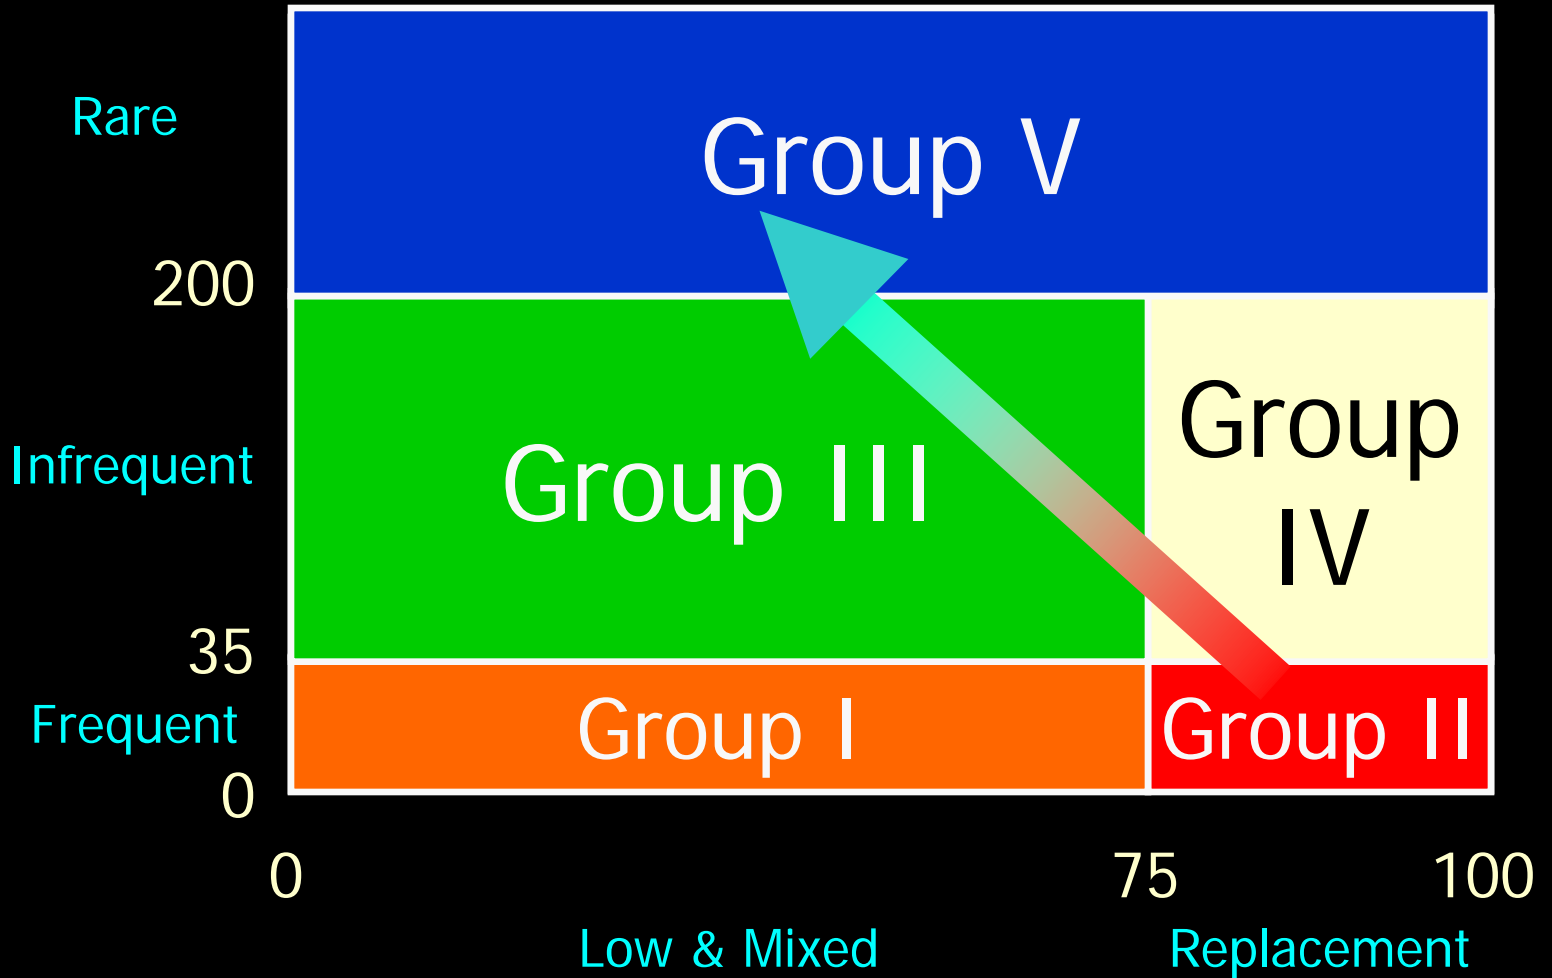 Rare
Group V
200
Infrequent
Group III
Group
IV
35
Frequent
Group I
Group II
0
0
75
100
Low & Mixed
Replacement